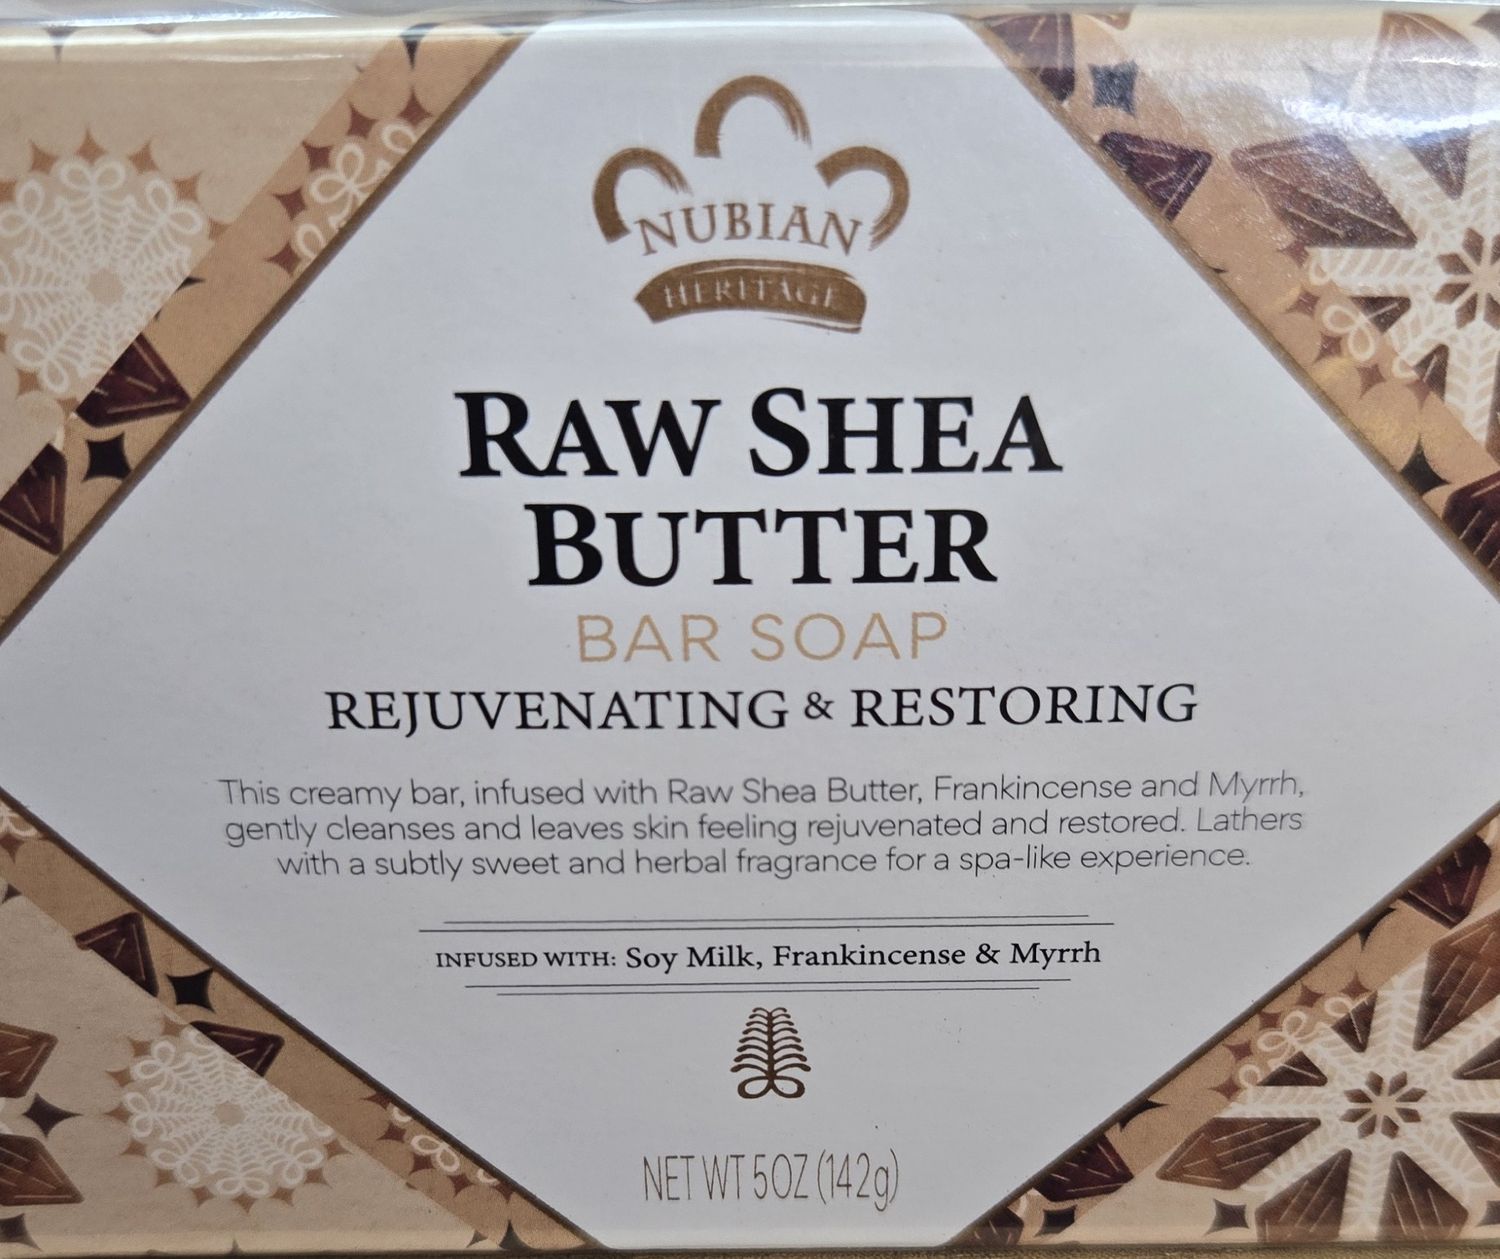 NUBIAN
HERITAGE
RAW SHEA
BUTTER
BAR SOAP
REJUVENATING & RESTORING
This creamy bar, infused with Raw Shea Butter, Frankincense and Myrrh,
gently cleanses and leaves skin feeling rejuvenated and restored. Lathers
with a subtly sweet and herbal fragrance for a spa-like experience.
INFUSED WITH: Soy Milk, Frankincense & Myrrh
NET WT 5OZ (142g)